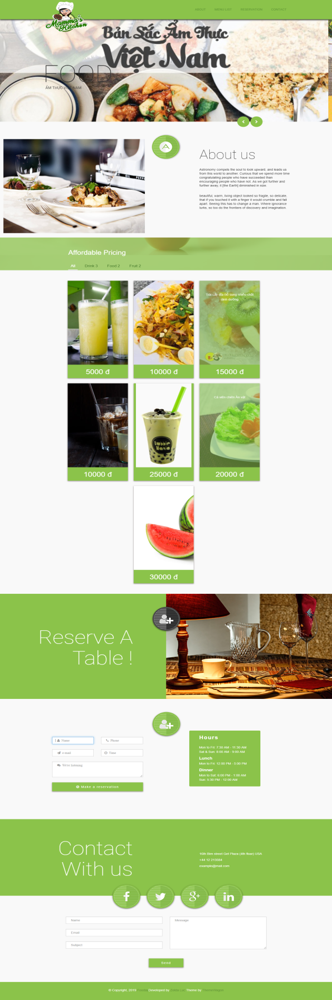 Mamma's
Kitchen
ABOUT
MENU LIST
RESERVATION
CONTACT
Bản Sắc Ẩm Thực
Việt Nam
FOOD
ẨM THỰC VIỆT NAM
A
About us
Astronomy compels the soul to look upward, and leads us
from this world to another. Curious that we spend more time
congratulating people who have succeeded than
encouraging people who have not. As we got further and
further away, it [the Earth] diminished in size.
beautiful, warm, living object looked so fragile, so delicate,
that if you touched it with a finger it would crumble and fall
apart. Seeing this has to change a man. Where ignorance
lurks, so too do the frontiers of discovery and imagination.
Affordable Pricing
All
Drink 3
Food 2
Fruit 2
Trái cây dĩa bổ sung nhiều chất
dinh dưỡng
5000 đ
10000 đ
15000 đ
Cá viên chiên Ăn vặt
10000 đ
25000 đ
20000 đ
30000 đ
Reserve A
Table !
Name
Phone
e-mail
Time
We're listening
Make a reservation
Hours
Mon to Fri: 7:30 AM - 11:30 AM
Sat & Sun: 8:00 AM - 9:00 AM
Lunch
Mon to Fri: 12:00 PM - 5:00 PM
Dinner
Mon to Sat: 6:00 PM - 1:00 AM
Sun: 5:30 PM - 12:00 AM
Contact
With us
16th Birn street Get Plaza (4th floar) USA
+44 12 213584
example@mail.com
f
g+
in
Name
Email
Subject
Message
Send
© Copyright, 2019
Developed by
Theme by ThemeWagon